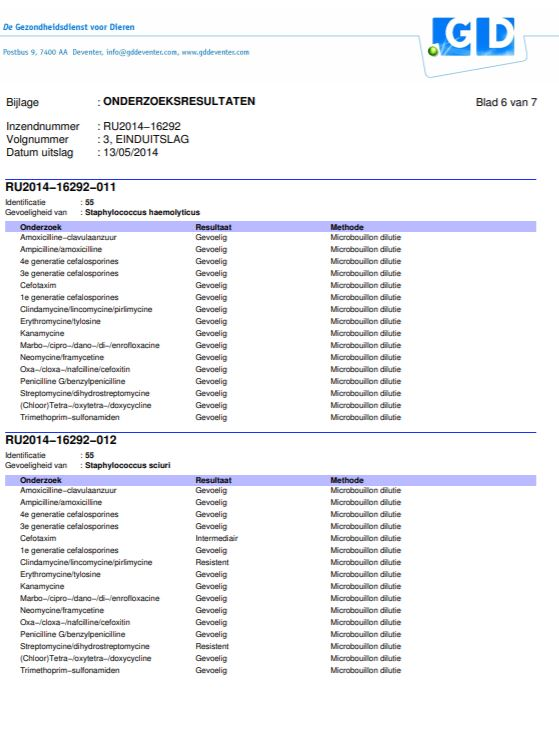 De Gezondheidsdienst voor Dieren
GD
Postbus 9, 7400 AA Deventer, info@gddeventer.com, www.gddeventer.com
Bijlage : ONDERZOEKSRESULTATEN Blad 6 van 7
Inzendnummer : RU2014−16292
Volgnummer : 3, EINDUITSLAG
Datum uitslag : 13/05/2014
RU2014−16292−011
Identificatie : 55
Gevoeligheid van : Staphylococcus haemolyticus
Onderzoek Resultaat Methode
Amoxicilline−clavulaanzuur Gevoelig Microbouillon dilutie
Ampicilline/amoxicilline Gevoelig Microbouillon dilutie
4e generatie cefalosporines Gevoelig Microbouillon dilutie
3e generatie cefalosporines Gevoelig Microbouillon dilutie
Cefotaxim Gevoelig Microbouillon dilutie
1e generatie cefalosporines Gevoelig Microbouillon dilutie
Clindamycine/lincomycine/pirlimycine Gevoelig Microbouillon dilutie
Erythromycine/tylosine Gevoelig Microbouillon dilutie
Kanamycine Gevoelig Microbouillon dilutie
Marbo−/cipro−/dano−/di−/enrofloxacine Gevoelig Microbouillon dilutie
Neomycine/framycetine Gevoelig Microbouillon dilutie
Oxa−/cloxa−/nafcilline/cefoxitin Gevoelig Microbouillon dilutie
Penicilline G/benzylpenicilline Gevoelig Microbouillon dilutie
Streptomycine/dihydrostreptomycine Gevoelig Microbouillon dilutie
(Chloor)Tetra−/oxytetra−/doxycycline Gevoelig Microbouillon dilutie
Trimethoprim−sulfonamiden Gevoelig Microbouillon dilutie
RU2014−16292−012
Identificatie : 55
Gevoeligheid van : Staphylococcus sciuri
Onderzoek Resultaat Methode
Amoxicilline−clavulaanzuur Gevoelig Microbouillon dilutie
Ampicilline/amoxicilline Gevoelig Microbouillon dilutie
4e generatie cefalosporines Gevoelig Microbouillon dilutie
3e generatie cefalosporines Gevoelig Microbouillon dilutie
Cefotaxim Intermediair Microbouillon dilutie
1e generatie cefalosporines Gevoelig Microbouillon dilutie
Clindamycine/lincomycine/pirlimycine Resistent Microbouillon dilutie
Erythromycine/tylosine Gevoelig Microbouillon dilutie
Kanamycine Gevoelig Microbouillon dilutie
Marbo−/cipro−/dano−/di−/enrofloxacine Gevoelig Microbouillon dilutie
Neomycine/framycetine Gevoelig Microbouillon dilutie
Oxa−/cloxa−/nafcilline/cefoxitin Gevoelig Microbouillon dilutie
Penicilline G/benzylpenicilline Gevoelig Microbouillon dilutie
Streptomycine/dihydrostreptomycine Resistent Microbouillon dilutie
(Chloor)Tetra−/oxytetra−/doxycycline Gevoelig Microbouillon dilutie
Trimethoprim−sulfonamiden Gevoelig Microbouillon dilutie